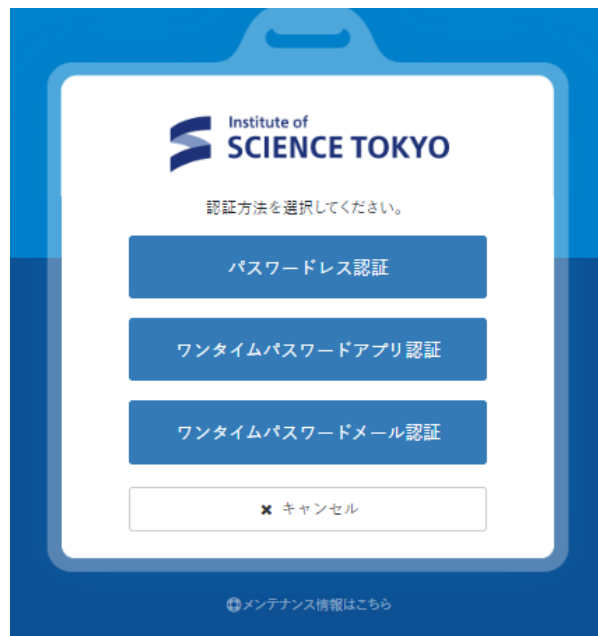 Institute of
SCIENCE TOKYO
認証方法を選択してください。
パスワードレス認証
ワンタイムパスワードアプリ認証
ワンタイムパスワードメール認証
✖ キャンセル
メンテナンス情報はこちら